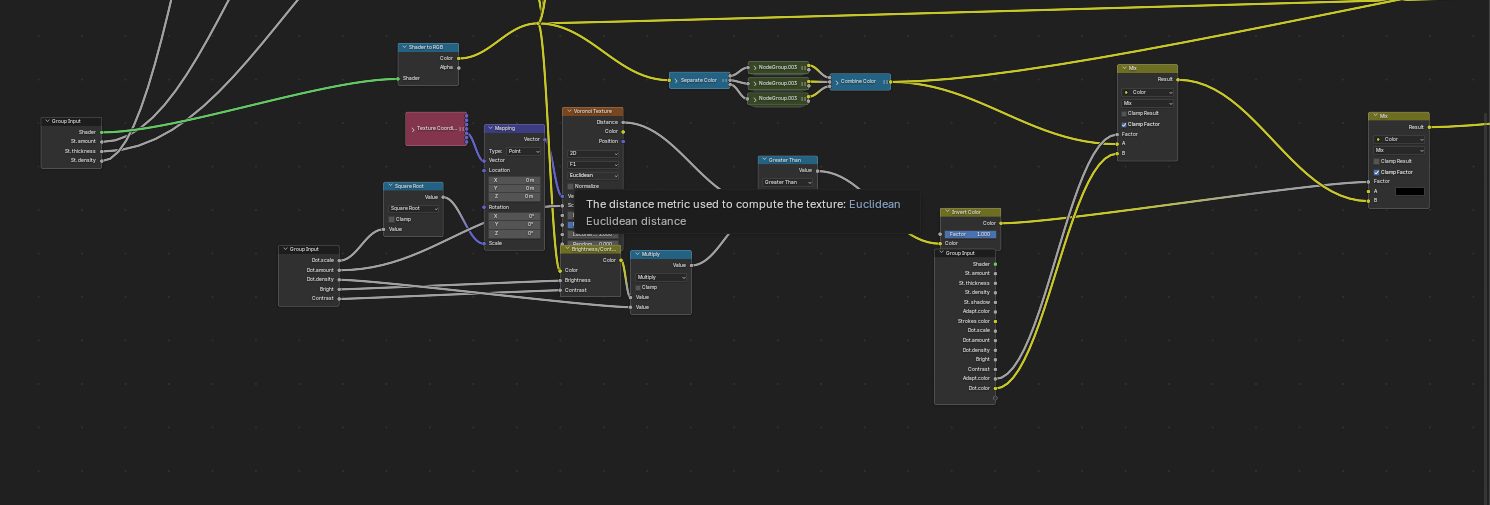 Shader to RGB
Color
Alpha
Shader
Group Input
Shader
St.amount
St.thickness
St.density
Texture Coordi...
Mapping
Vector
Type: Point
Vector
Location
X 0 m
Y 0 m
Z 0 m
Rotation
X 0°
Y 0°
Z 0°
Scale
Square Root
Value
Square Root
Clamp
Value
Group Input
Dot.scale
Dot.amount
Dot.density
Bright
Contrast
Voronoi Texture
Distance
Color
Position
2D
F1
Euclidean
Normalize
Brightness/Cont...
Color
Color
Brightness
Contrast
Multiply
Value
Multiply
Clamp
Value
Value
Separate Color
NodeGroup.003
NodeGroup.003
NodeGroup.003
Combine Color
Greater Than
Value
Greater Than
The distance metric used to compute the texture: Euclidean
Euclidean distance
Invert Color
Color
Factor 1.000
Color
Group Input
Shader
St.amount
St.thickness
St.density
St.shadow
Adapt.color
Strokes.color
Dot.scale
Dot.amount
Dot.density
Bright
Contrast
Adapt.color
Dot.color
Mix
Result
Color
Mix
Clamp Result
Clamp Factor
Factor
A
B
Mix
Result
Color
Mix
Clamp Result
Clamp Factor
Factor
A
B